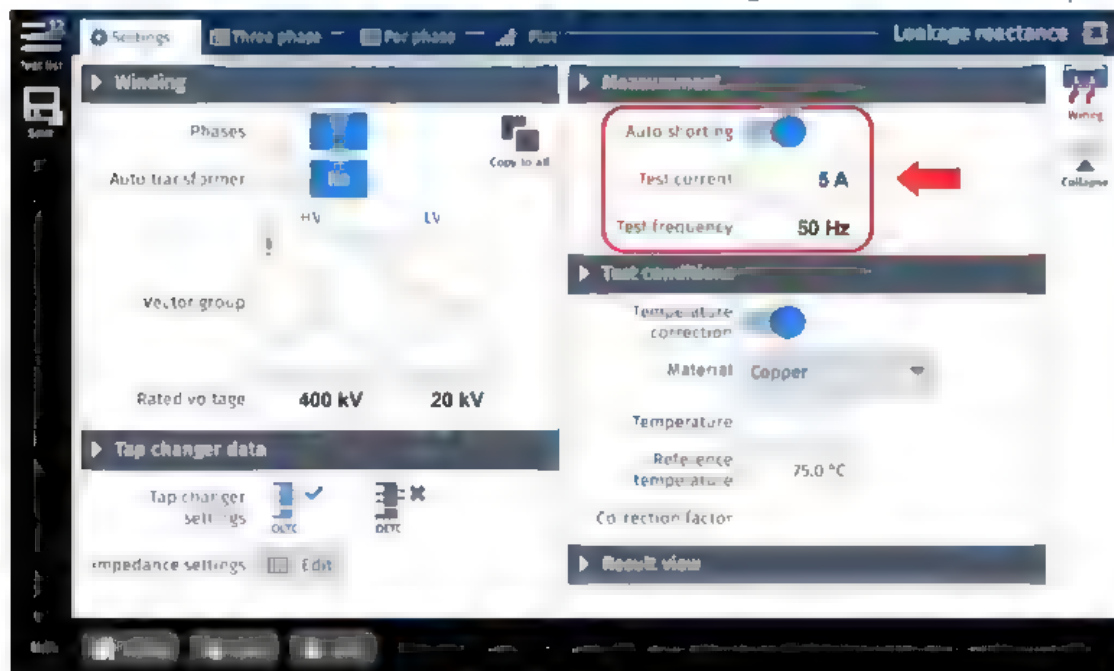 Settings Three phase Per phase Plot Leakage reactance
Test list
Save
Winding
Phases
Copy to all
Auto transformer No
HV LV
Vector group
Rated voltage 400 kV 20 kV
Tap changer data
Tap changer
settings
OLTC DETC
Impedance settings Edit
Measurement
Auto shorting
Test current 5 A
Test frequency 50 Hz
Test conditions
Temperature
correction
Material Copper
Temperature
Reference
temperature 75.0 °C
Correction factor
Result view
Wiring
Collapse